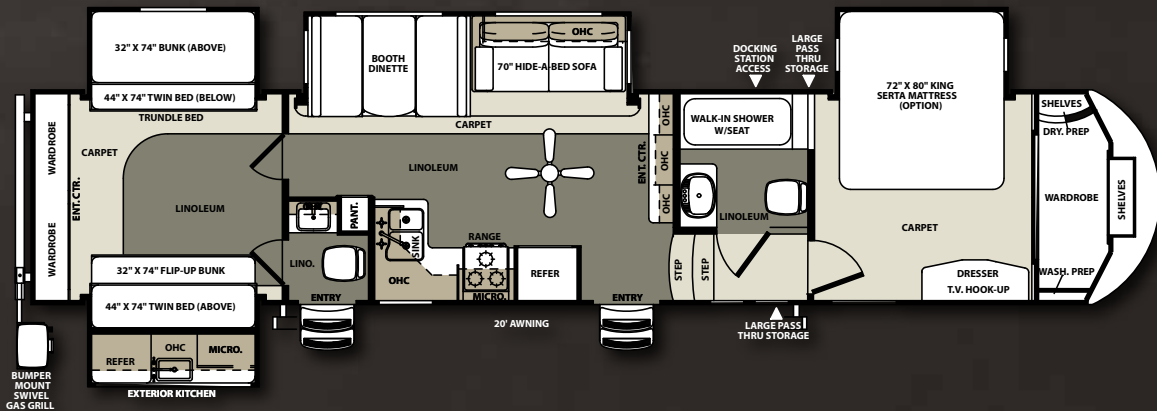 32" X 74" BUNK (ABOVE)
44" X 74" TWIN BED (BELOW)
TRUNDLE BED
WARDROBE
WARDROBE
ENT. CTR.
CARPET
LINOLEUM
32" X 74" FLIP-UP BUNK
44" X 74" TWIN BED (ABOVE)
REFER
OHC
MICRO.
EXTERIOR KITCHEN
BUMPER
MOUNT
SWIVEL
GAS GRILL
BOOTH
DINETTE
OHC
70" HIDE-A-BED SOFA
CARPET
LINOLEUM
ENT. CTR.
OHC
OHC
OHC
PANT.
LINO.
ENTRY
SINK
OHC
RANGE
MICRO.
REFER
ENTRY
20' AWNING
STEP
STEP
DOCKING
STATION
ACCESS
LARGE
PASS
THRU
STORAGE
WALK-IN SHOWER
W/SEAT
LINOLEUM
LARGE PASS
THRU STORAGE
72" X 80" KING
SERTA MATTRESS
(OPTION)
CARPET
DRESSER
T.V. HOOK-UP
SHELVES
DRY. PREP
WARDROBE
SHELVES
WASH. PREP